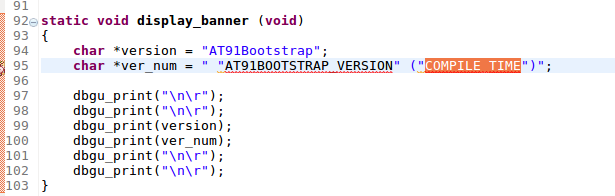 91
92 static void display_banner (void)
93 {
94     char *version = "AT91Bootstrap";
95     char *ver_num = " "AT91BOOTSTRAP_VERSION" ("COMPILE_TIME")";
96
97     dbgu_print("\n\r");
98     dbgu_print("\n\r");
99     dbgu_print(version);
100     dbgu_print(ver_num);
101     dbgu_print("\n\r");
102     dbgu_print("\n\r");
103 }